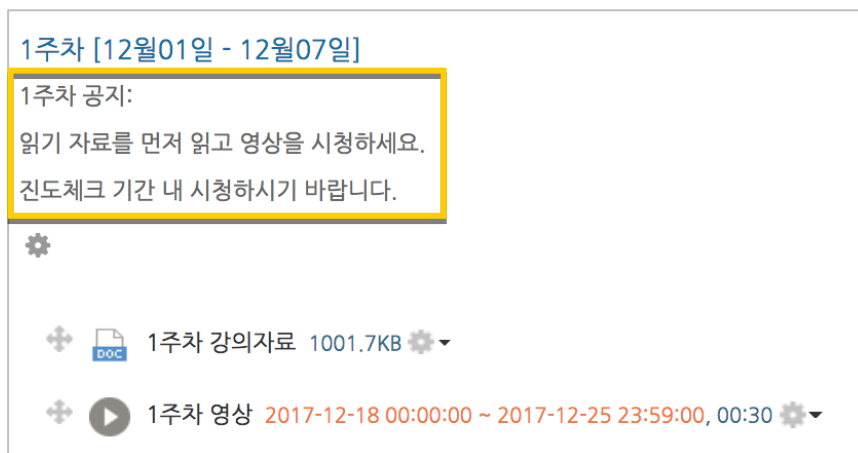 1주차 [12월01일 - 12월07일]
1주차 공지:
읽기 자료를 먼저 읽고 영상을 시청하세요.
진도체크 기간 내 시청하시기 바랍니다.
DOC 1주차 강의자료 1001.7KB
1주차 영상 2017-12-18 00:00:00 ~ 2017-12-25 23:59:00, 00:30